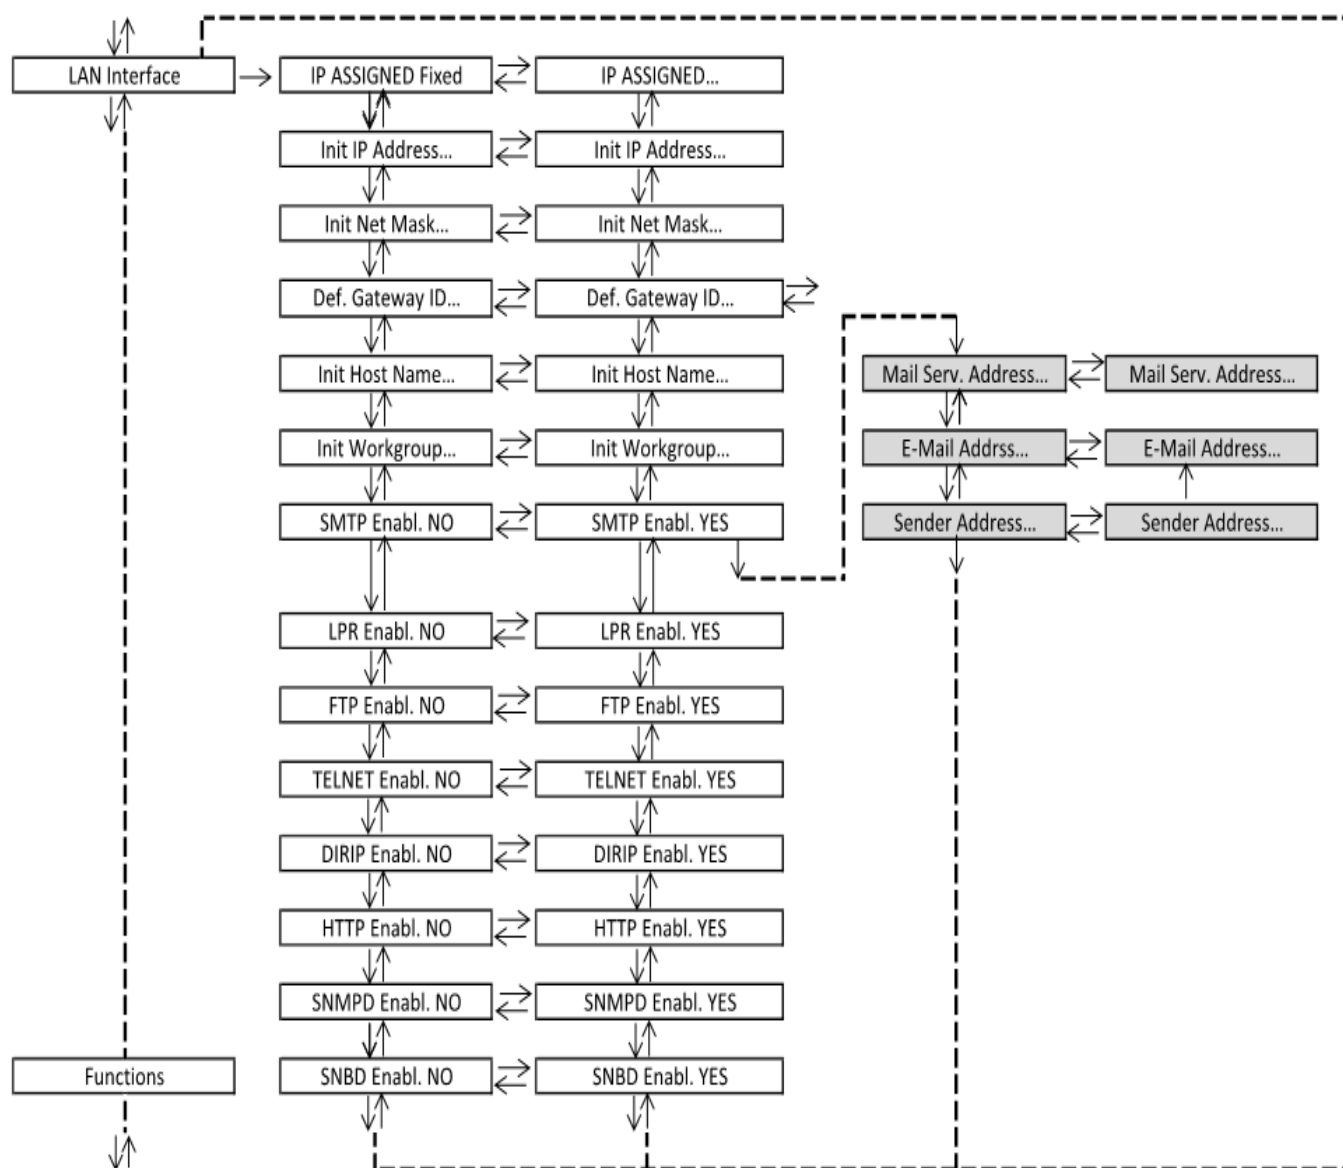 LAN Interface
IP ASSIGNED Fixed
IP ASSIGNED...
Init IP Address...
Init IP Address...
Init Net Mask...
Init Net Mask...
Def. Gateway ID...
Def. Gateway ID...
Init Host Name...
Init Host Name...
Mail Serv. Address...
Mail Serv. Address...
Init Workgroup...
Init Workgroup...
E-Mail Addrss...
E-Mail Address...
SMTP Enabl. NO
SMTP Enabl. YES
Sender Address...
Sender Address...
LPR Enabl. NO
LPR Enabl. YES
FTP Enabl. NO
FTP Enabl. YES
TELNET Enabl. NO
TELNET Enabl. YES
DIRIP Enabl. NO
DIRIP Enabl. YES
HTTP Enabl. NO
HTTP Enabl. YES
SNMPD Enabl. NO
SNMPD Enabl. YES
Functions
SNBD Enabl. NO
SNBD Enabl. YES